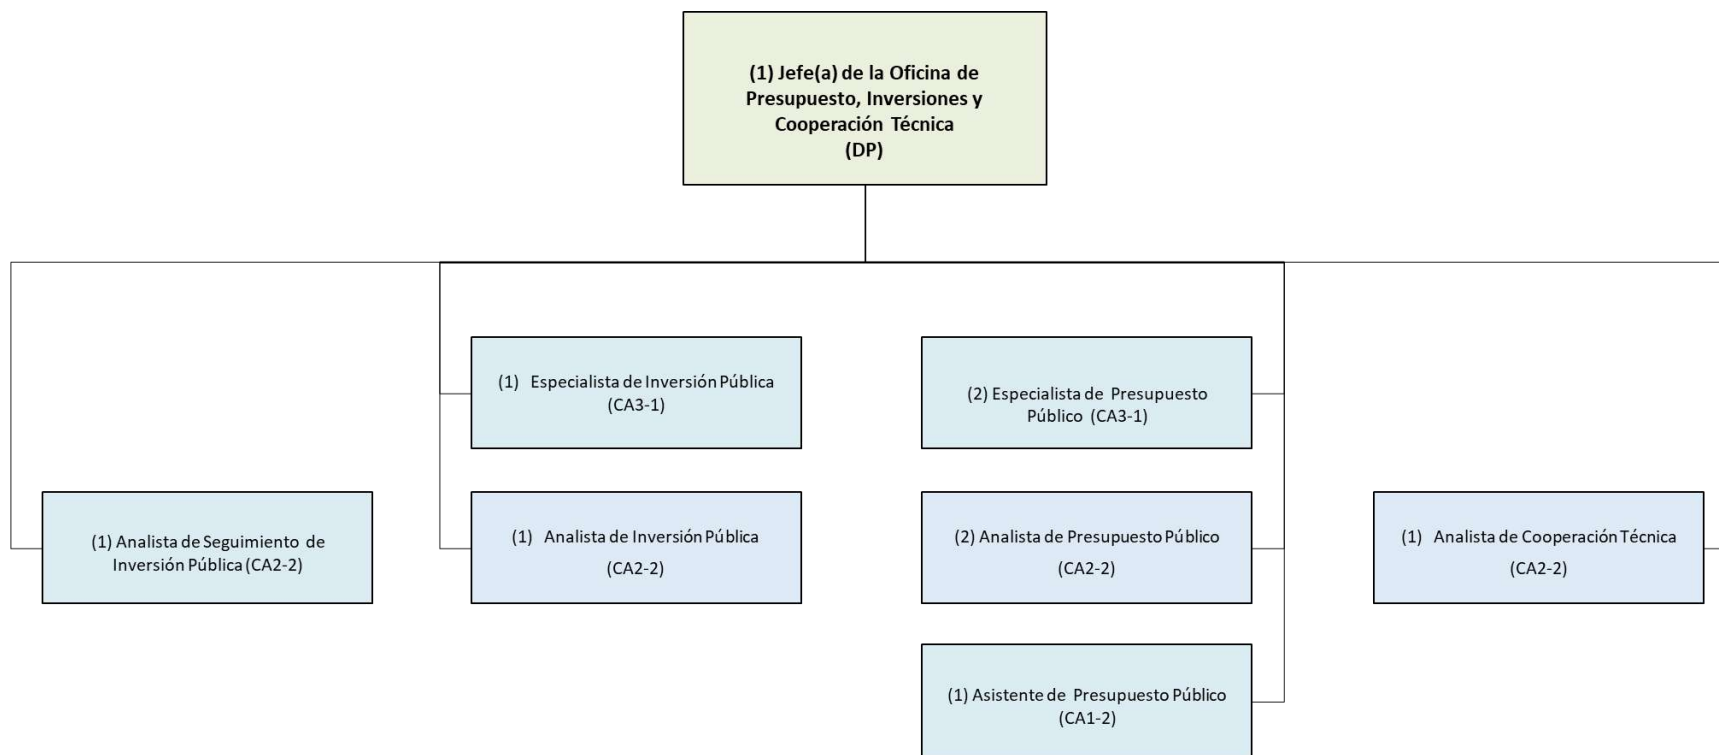 (1) Jefe(a) de la Oficina de
Presupuesto, Inversiones y
Cooperación Técnica
(DP)
(1) Especialista de Inversión Pública
(CA3-1)
(2) Especialista de Presupuesto
Público (CA3-1)
(1) Analista de Seguimiento de
Inversión Pública (CA2-2)
(1) Analista de Inversión Pública
(CA2-2)
(2) Analista de Presupuesto Público
(CA2-2)
(1) Analista de Cooperación Técnica
(CA2-2)
(1) Asistente de Presupuesto Público
(CA1-2)